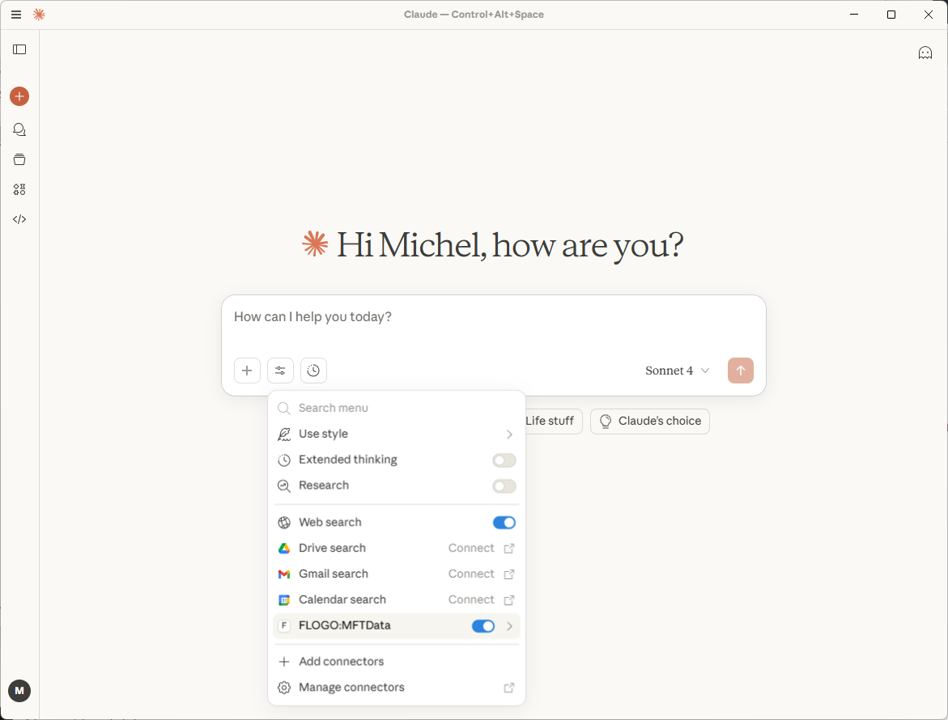 Claude — Control+Alt+Space
Hi Michel, how are you?
How can I help you today?
Sonnet 4
Life stuff
Claude's choice
Search menu
Use style
Extended thinking
Research
Web search
Drive search Connect
Gmail search Connect
Calendar search Connect
F FLOGO:MFTData
Add connectors
Manage connectors
M